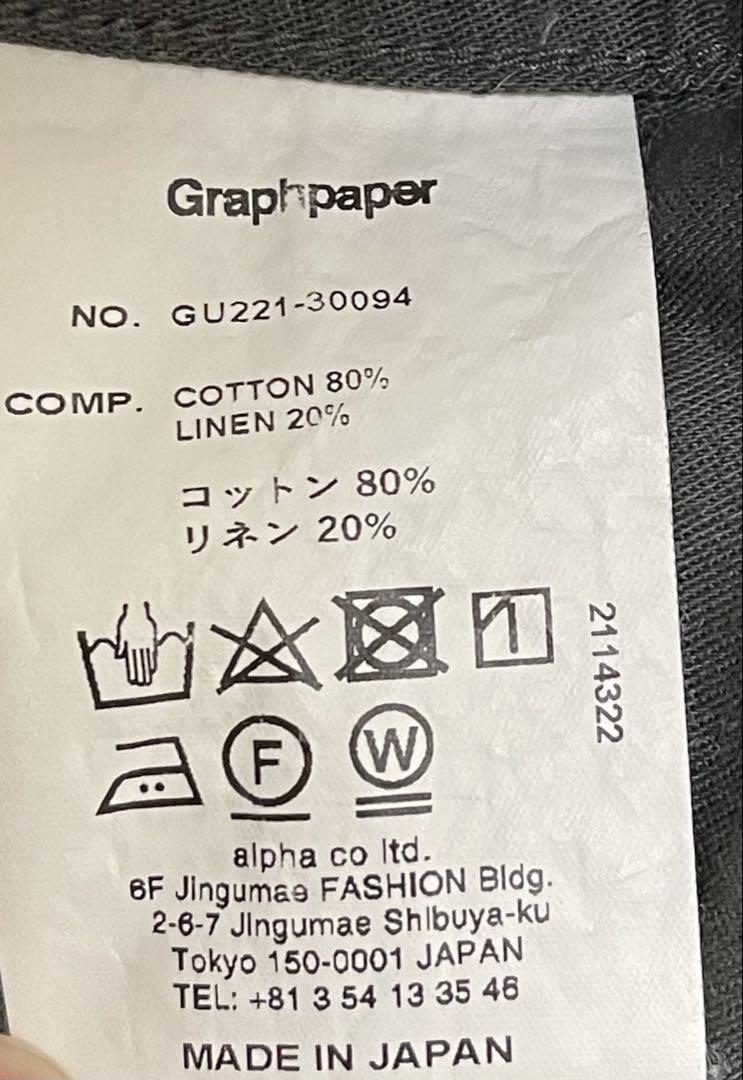 Graphpaper
NO. GU221-30094
COMP. COTTON 80%
LINEN 20%
コットン 80%
リネン 20%
1
2114322
F
W
alpha co ltd.
6F Jingumae FASHION Bldg.
2-6-7 Jingumae Shibuya-ku
Tokyo 150-0001 JAPAN
TEL: +81 3 54 13 35 46
MADE IN JAPAN